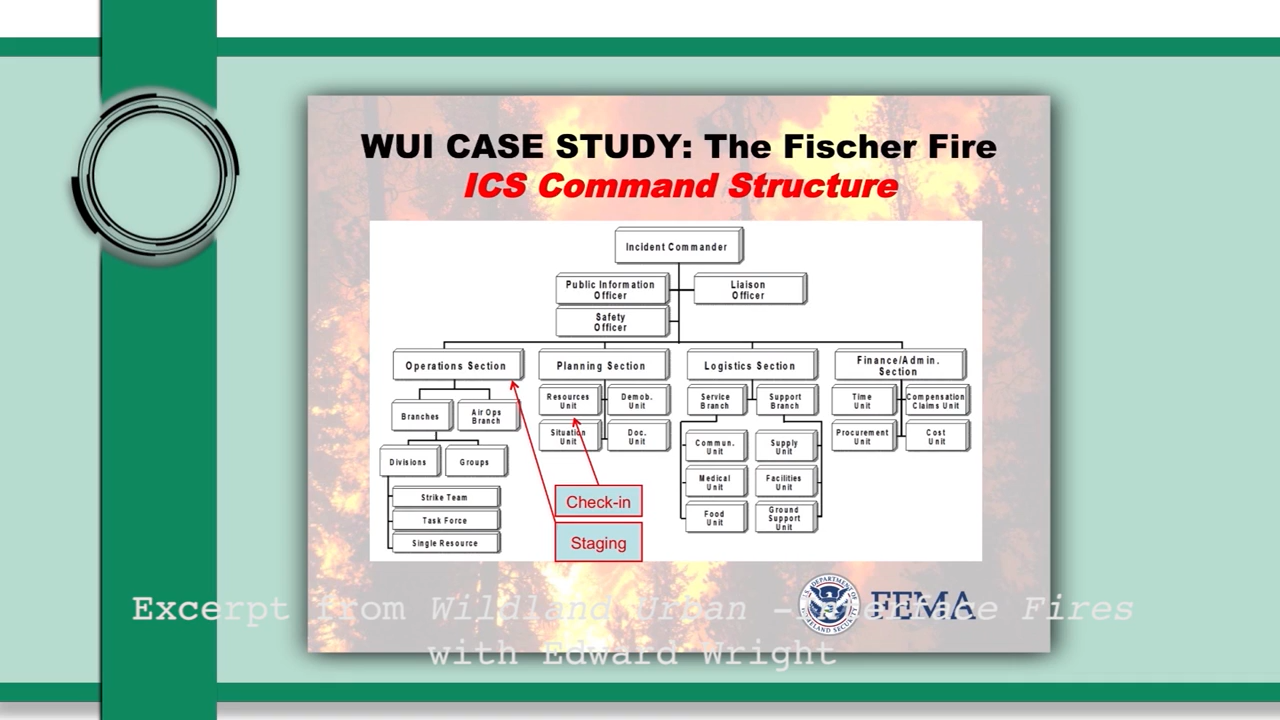 WUI CASE STUDY: The Fischer Fire
ICS Command Structure
Incident Commander
Public Information
Officer
Liaison
Officer
Safety
Officer
Operations Section
Planning Section
Logistics Section
Finance/Admin.
Section
Branches
Air Ops
Branch
Divisions
Groups
Strike Team
Task Force
Single Resource
Resources
Unit
Demob.
Unit
Situation
Unit
Doc.
Unit
Check-in
Staging
Service
Branch
Support
Branch
Commun.
Unit
Supply
Unit
Medical
Unit
Facilities
Unit
Food
Unit
Ground
Support
Unit
Time
Unit
Compensation
Claims Unit
Procurement
Unit
Cost
Unit
FEMA
Excerpt from Wildland Urban - Interface Fires
with Edward Wright